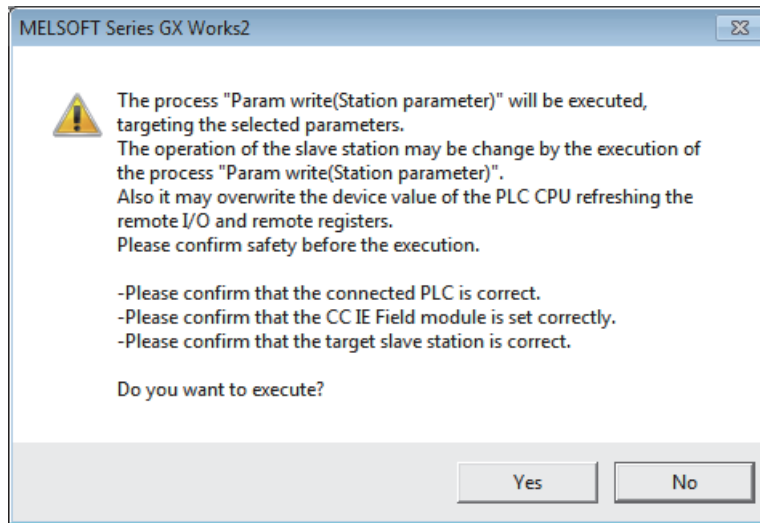 MELSOFT Series GX Works2
The process "Param write(Station parameter)" will be executed,
targeting the selected parameters.
The operation of the slave station may be change by the execution of
the process "Param write(Station parameter)".
Also it may overwrite the device value of the PLC CPU refreshing the
remote I/O and remote registers.
Please confirm safety before the execution.
-Please confirm that the connected PLC is correct.
-Please confirm that the CC IE Field module is set correctly.
-Please confirm that the target slave station is correct.
Do you want to execute?
Yes
No